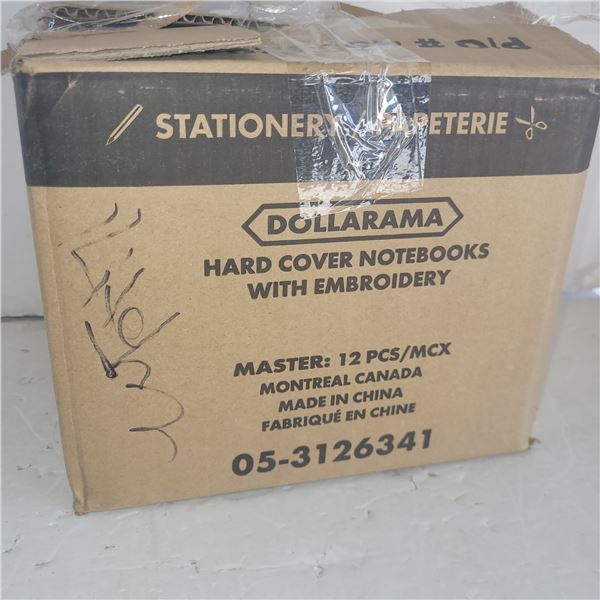 P/O #
STATIONERY / PAPETERIE
DOLLARAMA
HARD COVER NOTEBOOKS
WITH EMBROIDERY
MASTER: 12 PCS/MCX
MONTREAL CANADA
MADE IN CHINA
FABRIQUÉ EN CHINE
05-3126341